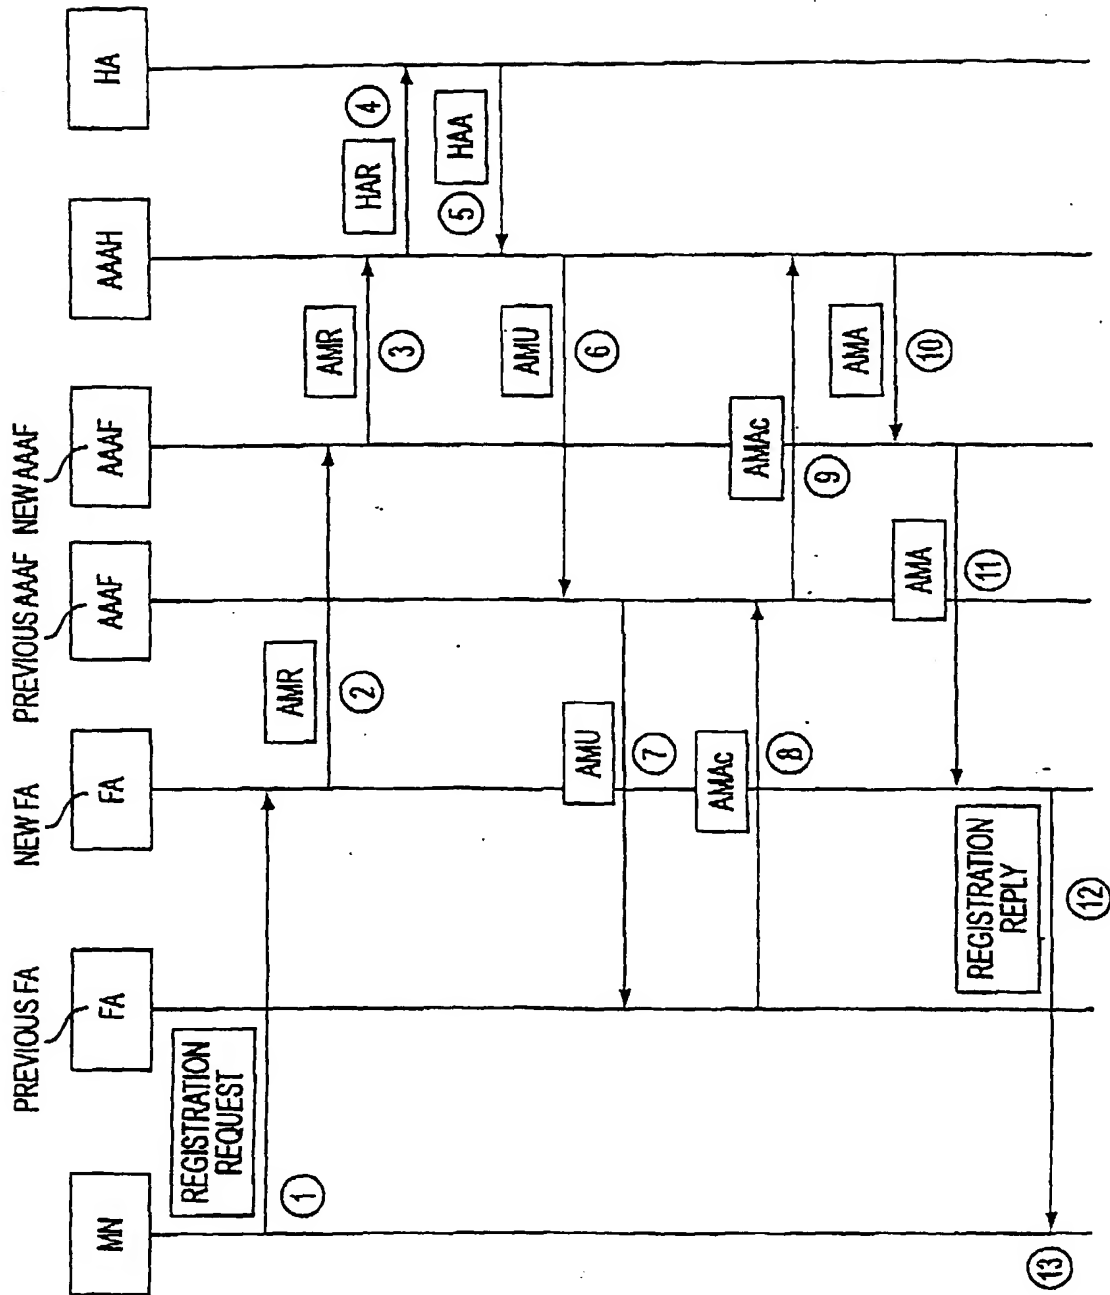 PREVIOUS FA
NEW FA
PREVIOUS AAAF
NEW AAAF
MN
FA
FA
AAAF
AAAF
AAAH
HA
REGISTRATION
REQUEST
1
AMR
2
AMR
3
HAR
4
5
HAA
AMU
6
AMU
7
AMAc
8
AMAc
9
AMA
10
AMA
11
REGISTRATION
REPLY
12
13